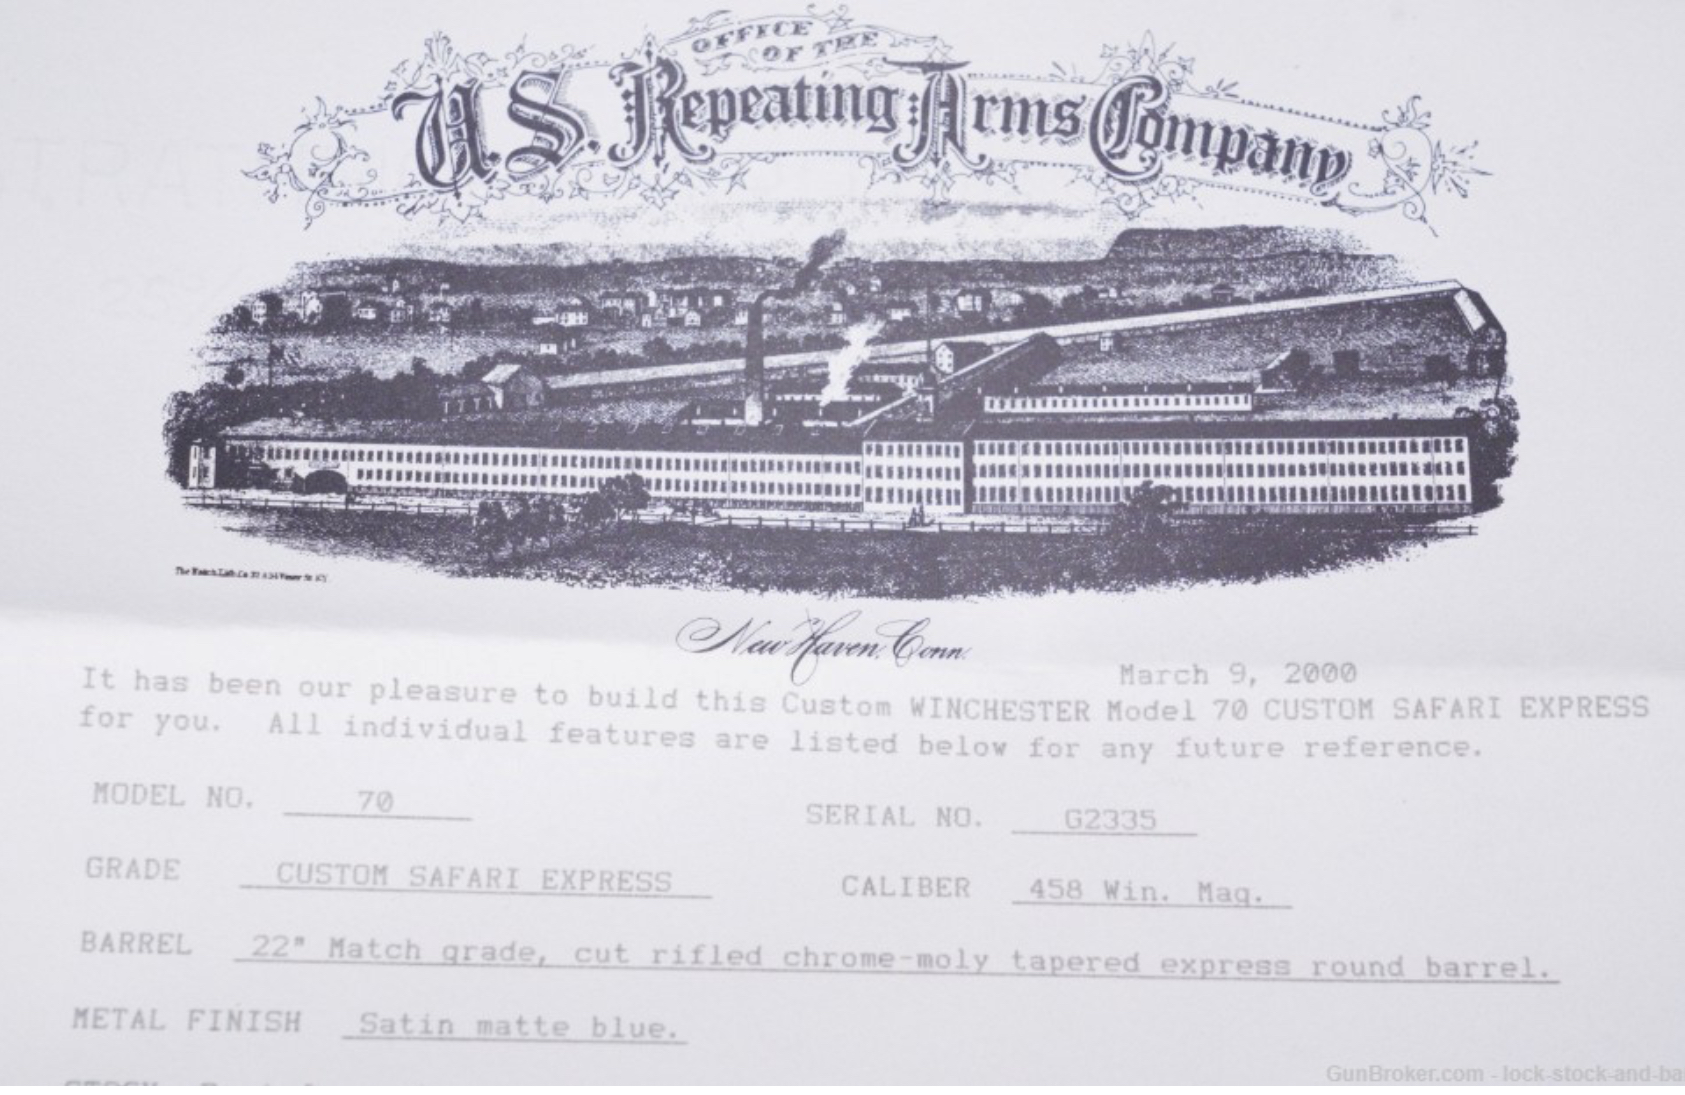 OFFICE
OF THE
U.S. Repeating Arms Company
New Haven, Conn.
March 9, 2000
It has been our pleasure to build this Custom WINCHESTER Model 70 CUSTOM SAFARI EXPRESS
for you. All individual features are listed below for any future reference.
MODEL NO. 70 SERIAL NO. G2335
GRADE CUSTOM SAFARI EXPRESS CALIBER 458 Win. Mag.
BARREL 22" Match grade, cut rifled chrome-moly tapered express round barrel.
METAL FINISH Satin matte blue.
GunBroker.com - lock-stock-and-ba